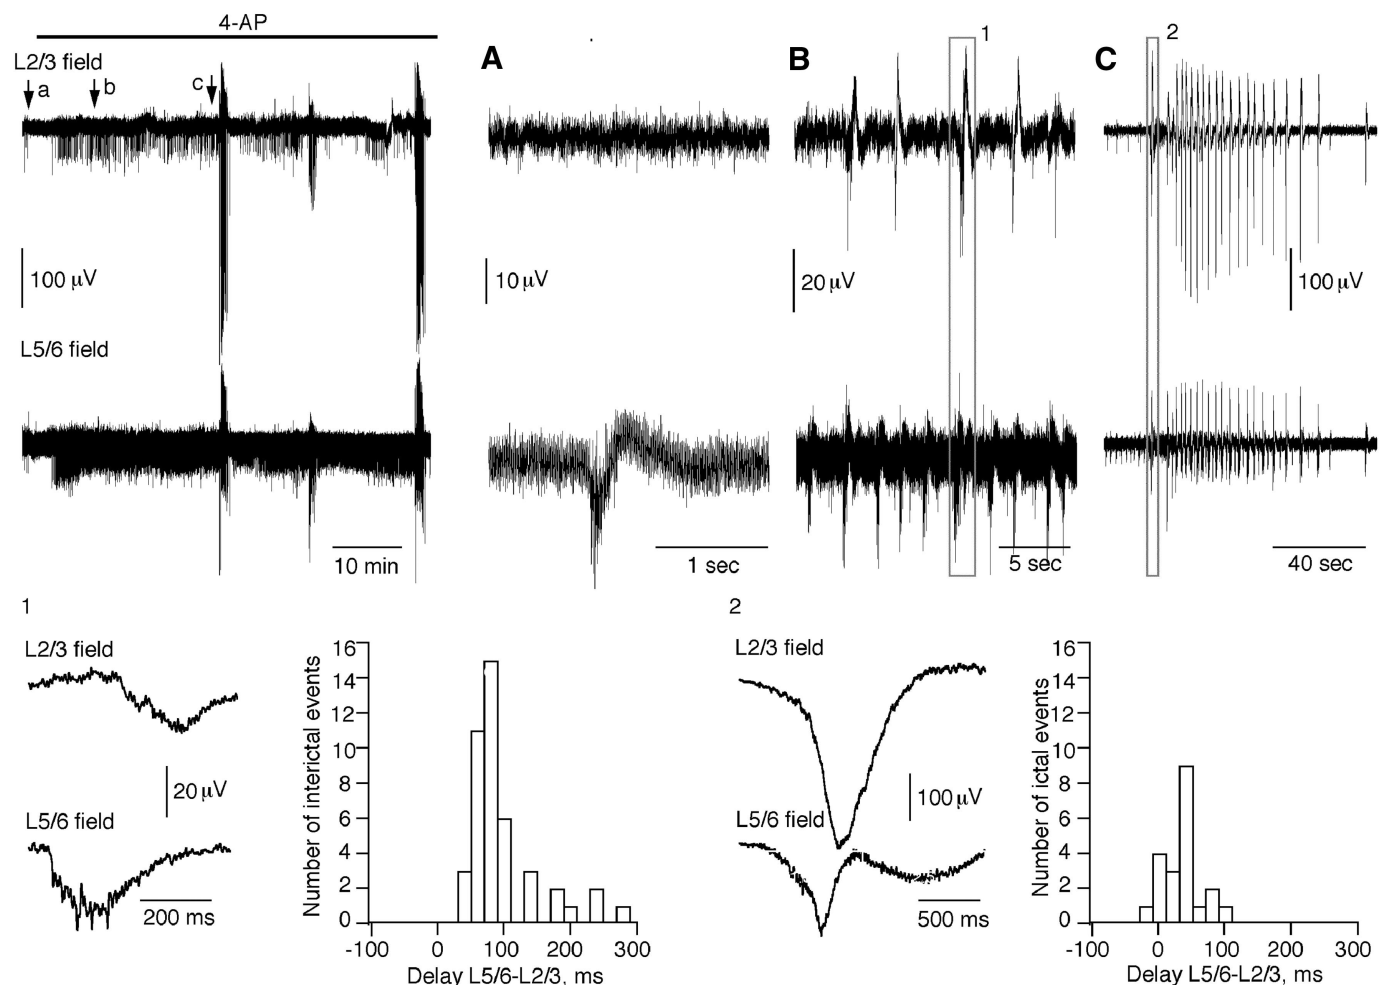 4-AP
L2/3 field
a
b
c
100 µV
L5/6 field
10 min
A
10 µV
1 sec
B
1
20 µV
5 sec
C
2
100 µV
40 sec
1
L2/3 field
20 µV
L5/6 field
200 ms
Number of interictal events
16
14
12
10
8
6
4
2
0
-100 0 100 200 300
Delay L5/6-L2/3, ms
2
L2/3 field
100 µV
L5/6 field
500 ms
Number of ictal events
16
14
12
10
8
6
4
2
0
-100 0 100 200 300
Delay L5/6-L2/3, ms